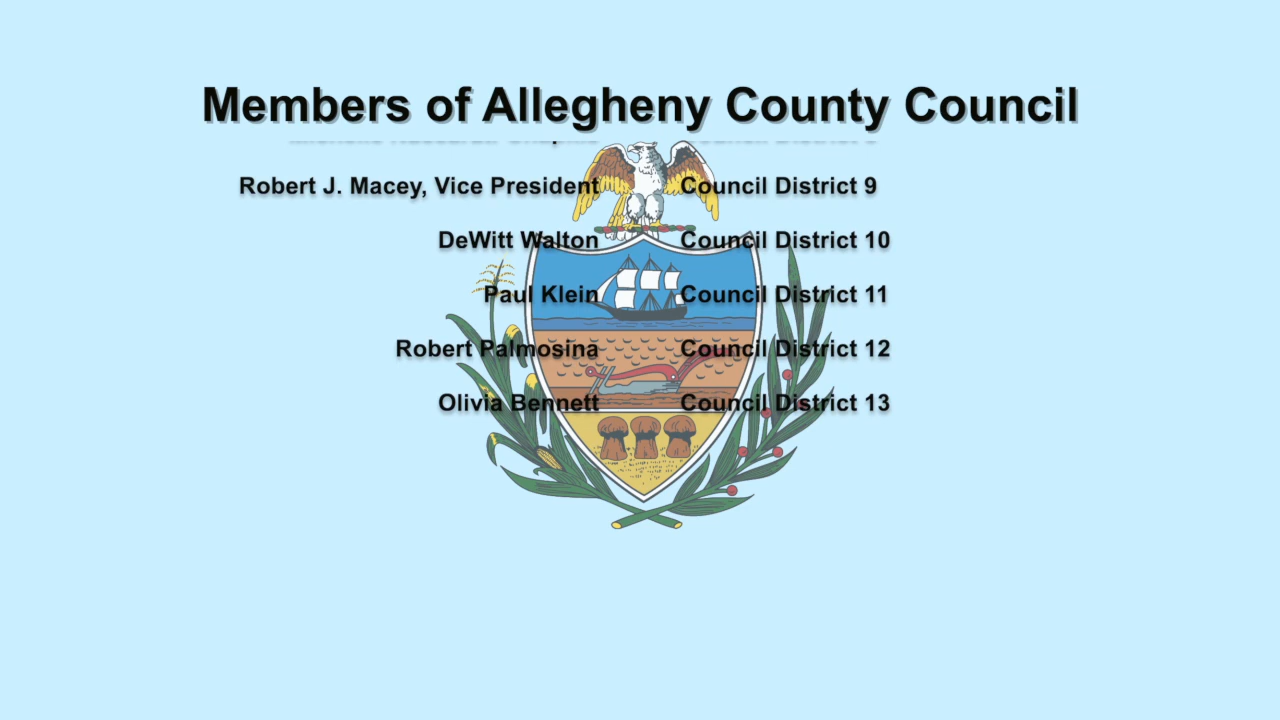 Members of Allegheny County Council
Robert J. Macey, Vice President Council District 9
DeWitt Walton Council District 10
Paul Klein Council District 11
Robert Palmosina Council District 12
Olivia Bennett Council District 13